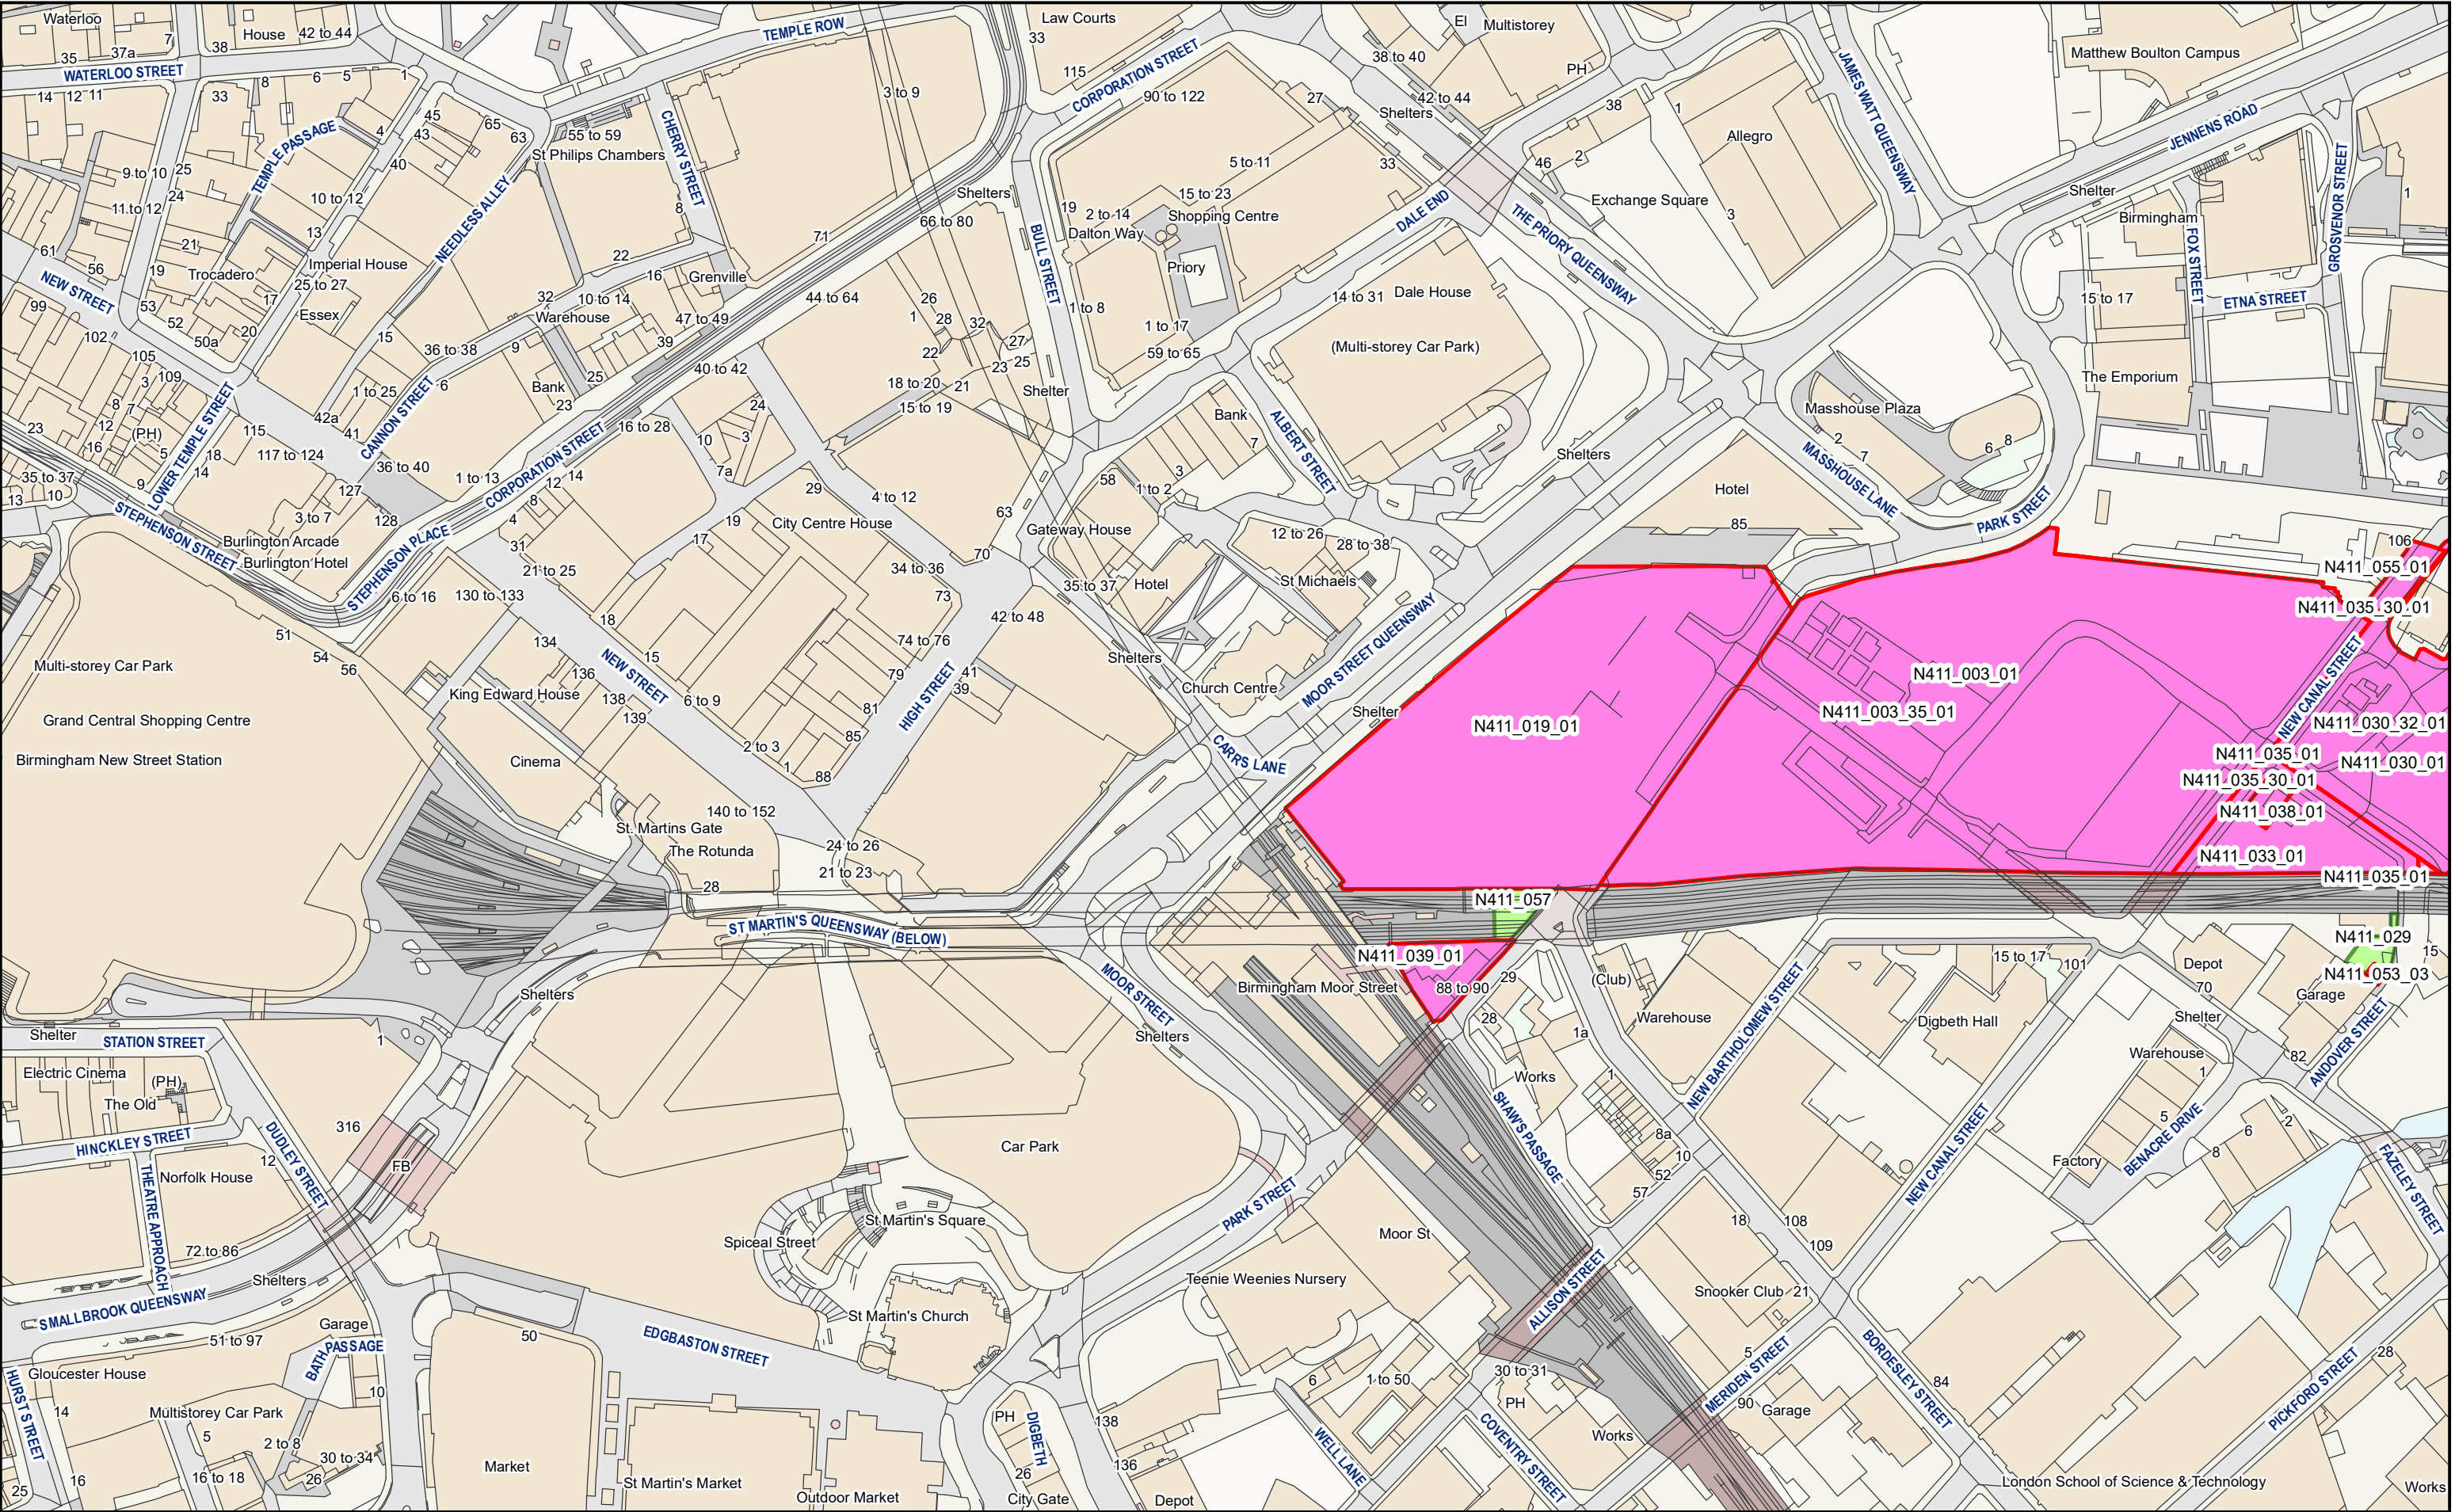 Waterloo
35
37a
7
38
House
42 to 44
WATERLOO STREET
14
12
11
8
6
5
1
33
TEMPLE PASSAGE
4
45
43
40
65
63
55 to 59
St Philips Chambers
CHERRY STREET
TEMPLE ROW
3 to 9
Law Courts
33
115
CORPORATION STREET
90 to 122
27
El
Multistorey
38 to 40
PH
42 to 44
Shelters
38
1
Allegro
JAMES WATT QUEENSWAY
Matthew Boulton Campus
JENNENS ROAD
GROSVENOR STREET
1
Shelter
9 to 10
25
24
11 to 12
21
10 to 12
13
NEEDLESS ALLEY
8
22
16
Grenville
71
66 to 80
Shelters
BULL STREET
19
2 to 14
Dalton Way
15 to 23
Shopping Centre
5 to 11
33
Priory
DALE END
46
2
Exchange Square
3
THE PRIORY QUEENSWAY
Birmingham
FOX STREET
ETNA STREET
15 to 17
The Emporium
61
56
NEW STREET
99
19
Trocadero
Imperial House
25 to 27
17
Essex
53
52
50a
20
15
32
10 to 14
Warehouse
47 to 49
39
44 to 64
26
1
28
32
22
27
25
23
1 to 8
1 to 17
59 to 65
14 to 31
Dale House
(Multi-storey Car Park)
102
105
3
109
8
7
12
(PH)
16
5
18
14
9
23
35 to 37
13
10
LOWER TEMPLE STREET
115
117 to 124
42a
41
1 to 25
36 to 38
9
6
CANNON STREET
36 to 40
Bank
23
25
40 to 42
18 to 20
21
15 to 19
Shelter
16 to 28
24
10
3
7a
Bank
7
3
1 to 2
58
ALBERT STREET
Shelters
Masshouse Plaza
2
7
6
8
MASSHOUSE LANE
Hotel
85
PARK STREET
STEPHENSON STREET
3 to 7
127
128
Burlington Arcade
Burlington Hotel
STEPHENSON PLACE
1 to 13
CORPORATION STREET
12
14
8
4
31
21 to 25
29
19
17
City Centre House
4 to 12
63
70
34 to 36
73
Gateway House
35 to 37
Hotel
12 to 26
28 to 38
St Michaels
106
N411_055_01
N411_035_30_01
6 to 16
130 to 133
51
54
56
134
18
15
136
138
139
NEW STREET
6 to 9
King Edward House
74 to 76
79
81
85
88
2 to 3
1
HIGH STREET
42 to 48
41
39
Shelters
Church Centre
MOOR STREET QUEENSWAY
Shelter
CARRS LANE
N411_019_01
N411_003_01
N411_003_35_01
NEW CANAL STREET
N411_030_32_01
N411_035_01
N411_030_01
N411_035_30_01
N411_038_01
N411_033_01
N411_035_01
Multi-storey Car Park
Grand Central Shopping Centre
Birmingham New Street Station
Cinema
140 to 152
St. Martins Gate
The Rotunda
28
24 to 26
21 to 23
ST MARTIN'S QUEENSWAY (BELOW)
N411_057
N411_039_01
88 to 90
Birmingham Moor Street
29
28
(Club)
1a
Warehouse
NEW BARTHOLOMEW STREET
15 to 17
101
Digbeth Hall
Depot
70
Shelter
N411_029
15
N411_053_03
Garage
82
ANDOVER STREET
Shelters
MOOR STREET
Shelters
Shelter
STATION STREET
1
Electric Cinema
(PH)
The Old
HINCKLEY STREET
THEATRE APPROACH
Norfolk House
12
DUDLEY STREET
316
FB
Car Park
Works
1
SHAW'S PASSAGE
8a
10
52
57
NEW CANAL STREET
Factory
Warehouse
1
5
BENACRE DRIVE
6
2
8
FAZELEY STREET
72 to 86
SMALLBROOK QUEENSWAY
Shelters
51 to 97
Garage
BATH PASSAGE
St Martin's Square
Spiceal Street
St Martin's Church
PARK STREET
Moor St
Teenie Weenies Nursery
ALLISON STREET
18
108
109
Snooker Club
21
HURST STREET
Gloucester House
14
Multistorey Car Park
5
10
2 to 8
30 to 34
26
16 to 18
16
25
50
EDGBASTON STREET
Market
St Martin's Market
Outdoor Market
PH
DIGBETH
26
City Gate
138
136
Depot
6
1 to 50
WELL LANE
30 to 31
PH
COVENTRY STREET
Works
5
MERIDEN STREET
90
Garage
BORDESLEY STREET
84
London School of Science & Technology
PICKFORD STREET
28
Works